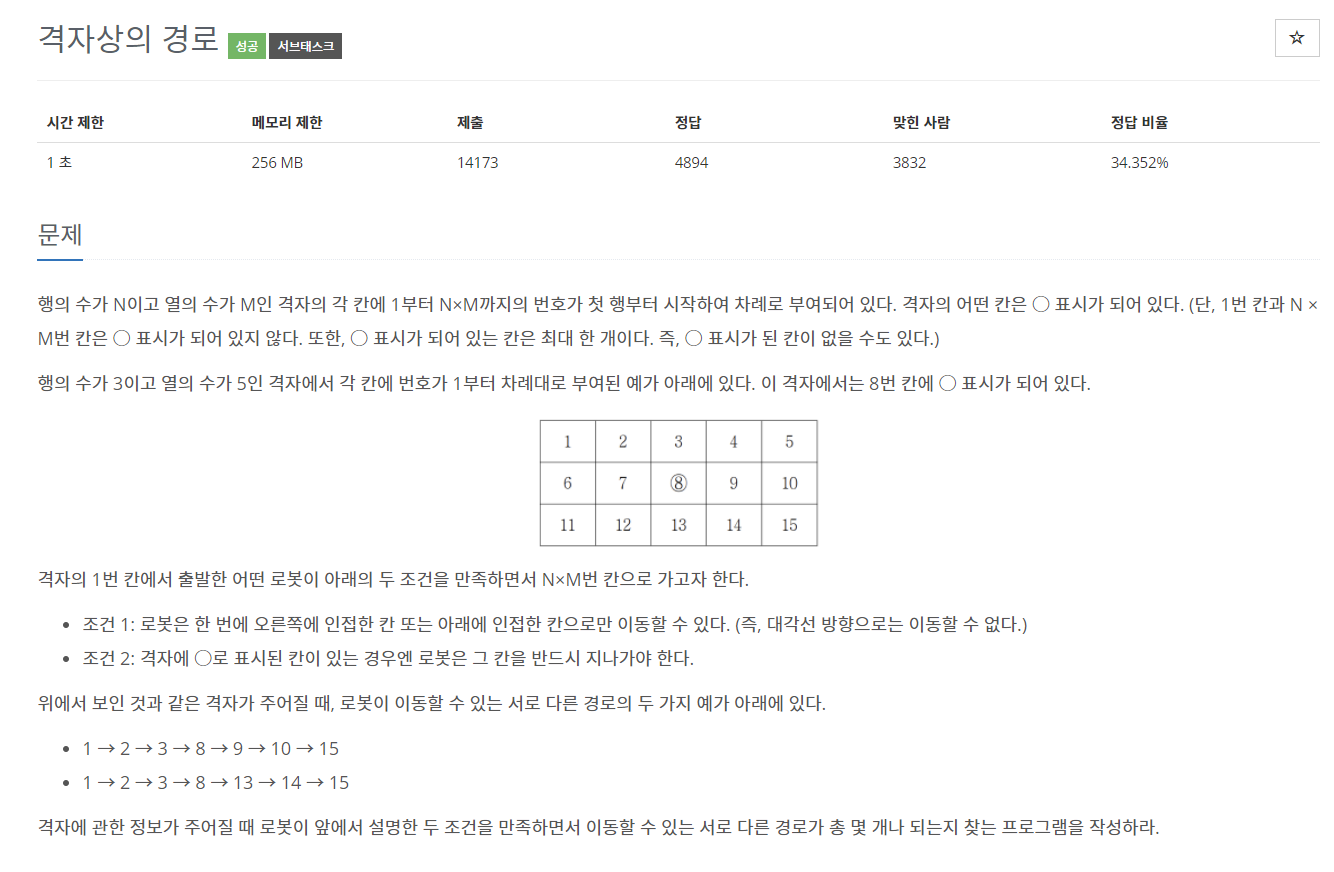 격자상의 경로 성공 서브태스크
☆
시간 제한 메모리 제한 제출 정답 맞힌 사람 정답 비율
1 초 256 MB 14173 4894 3832 34.352%
문제
행의 수가 N이고 열의 수가 M인 격자의 각 칸에 1부터 N×M까지의 번호가 첫 행부터 시작하여 차례로 부여되어 있다. 격자의 어떤 칸은 ○ 표시가 되어 있다. (단, 1번 칸과 N ×
M번 칸은 ○ 표시가 되어 있지 않다. 또한, ○ 표시가 되어 있는 칸은 최대 한 개이다. 즉, ○ 표시가 된 칸이 없을 수도 있다.)
행의 수가 3이고 열의 수가 5인 격자에서 각 칸에 번호가 1부터 차례대로 부여된 예가 아래에 있다. 이 격자에서는 8번 칸에 ○ 표시가 되어 있다.
1 2 3 4 5
6 7 ⑧ 9 10
11 12 13 14 15
격자의 1번 칸에서 출발한 어떤 로봇이 아래의 두 조건을 만족하면서 N×M번 칸으로 가고자 한다.
• 조건 1: 로봇은 한 번에 오른쪽에 인접한 칸 또는 아래에 인접한 칸으로만 이동할 수 있다. (즉, 대각선 방향으로는 이동할 수 없다.)
• 조건 2: 격자에 ○로 표시된 칸이 있는 경우엔 로봇은 그 칸을 반드시 지나가야 한다.
위에서 보인 것과 같은 격자가 주어질 때, 로봇이 이동할 수 있는 서로 다른 경로의 두 가지 예가 아래에 있다.
• 1 → 2 → 3 → 8 → 9 → 10 → 15
• 1 → 2 → 3 → 8 → 13 → 14 → 15
격자에 관한 정보가 주어질 때 로봇이 앞에서 설명한 두 조건을 만족하면서 이동할 수 있는 서로 다른 경로가 총 몇 개나 되는지 찾는 프로그램을 작성하라.